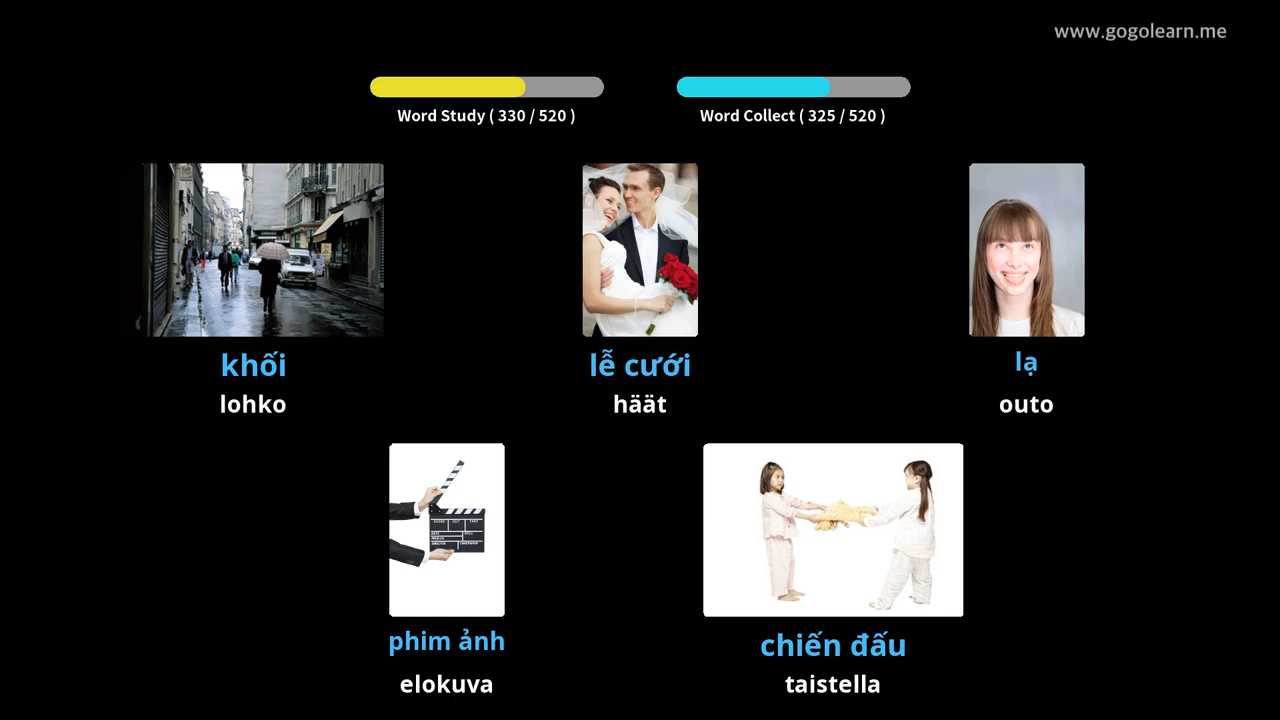 www.gogolearn.me
Word Study ( 330 / 520 )
Word Collect ( 325 / 520 )
khối
lohko
lễ cưới
häät
lạ
outo
phim ảnh
elokuva
chiến đấu
taistella